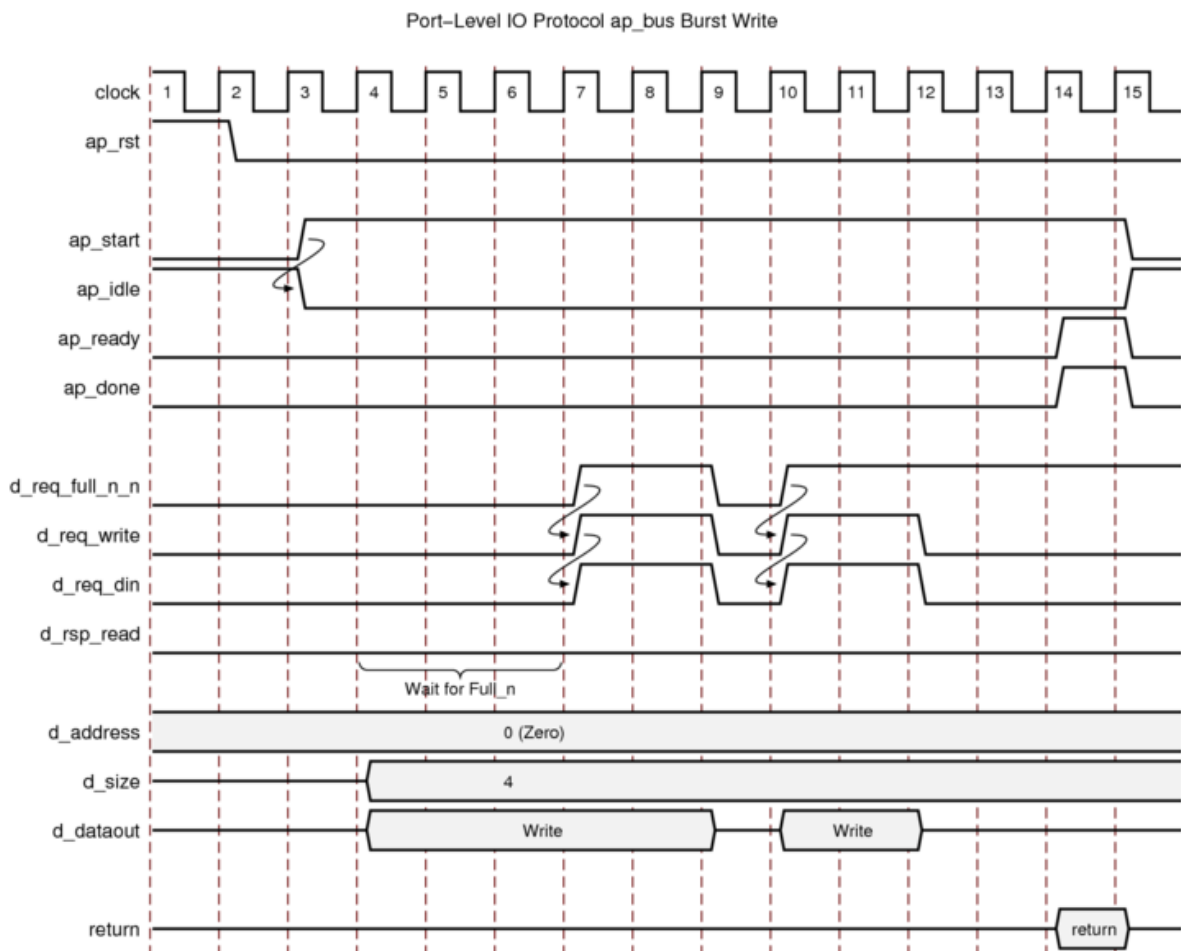 Port–Level IO Protocol ap_bus Burst Write
clock 1 2 3 4 5 6 7 8 9 10 11 12 13 14 15
ap_rst
ap_start
ap_idle
ap_ready
ap_done
d_req_full_n_n
d_req_write
d_req_din
d_rsp_read
Wait for Full_n
d_address 0 (Zero)
d_size 4
d_dataout Write Write
return return